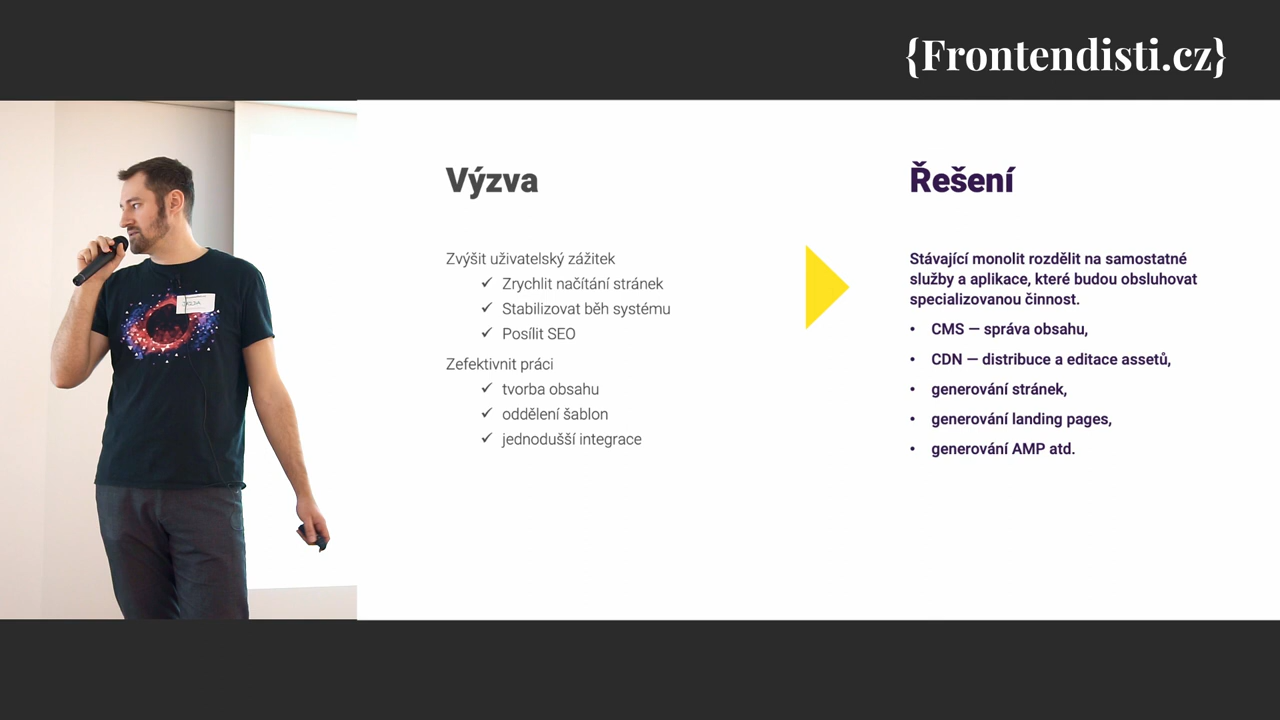 {Frontendisti.cz}
Výzva
Zvýšit uživatelský zážitek
✓ Zrychlit načítání stránek
✓ Stabilizovat běh systému
✓ Posílit SEO
Zefektivnit práci
✓ tvorba obsahu
✓ oddělení šablon
✓ jednodušší integrace
Řešení
Stávající monolit rozdělit na samostatné
služby a aplikace, které budou obsluhovat
specializovanou činnost.
• CMS — správa obsahu,
• CDN — distribuce a editace assetů,
• generování stránek,
• generování landing pages,
• generování AMP atd.